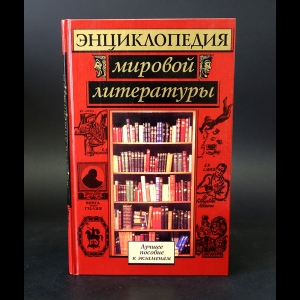 ЭНЦИКЛОПЕДИЯ
мировой
литературы
Лучшее
пособие
к экзаменам